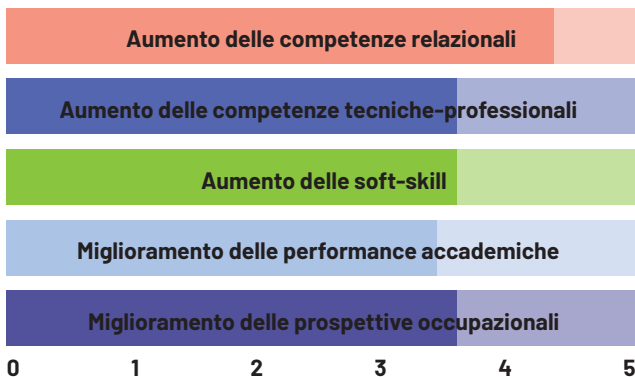 Aumento delle competenze relazionali
Aumento delle competenze tecniche-professionali
Aumento delle soft-skill
Miglioramento delle performance accademiche
Miglioramento delle prospettive occupazionali
0 1 2 3 4 5